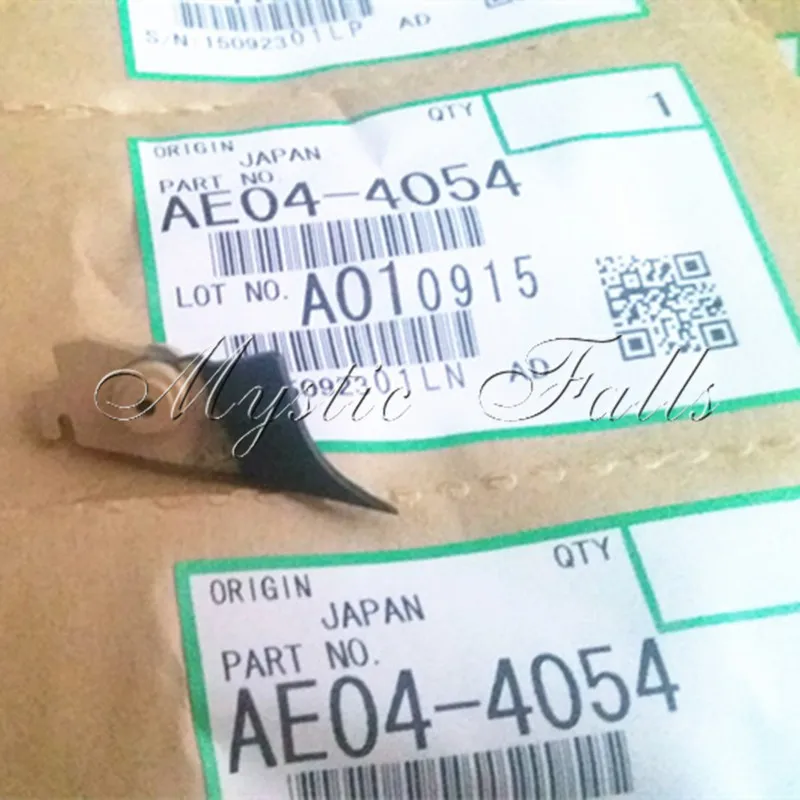 S/N:15092301LP AD
QTY 1
ORIGIN
JAPAN
PART NO.
AE04-4054
LOT NO. A010915
15092301LN AD
Mystic Falls
QTY
ORIGIN
JAPAN
PART NO.
AE04-4054